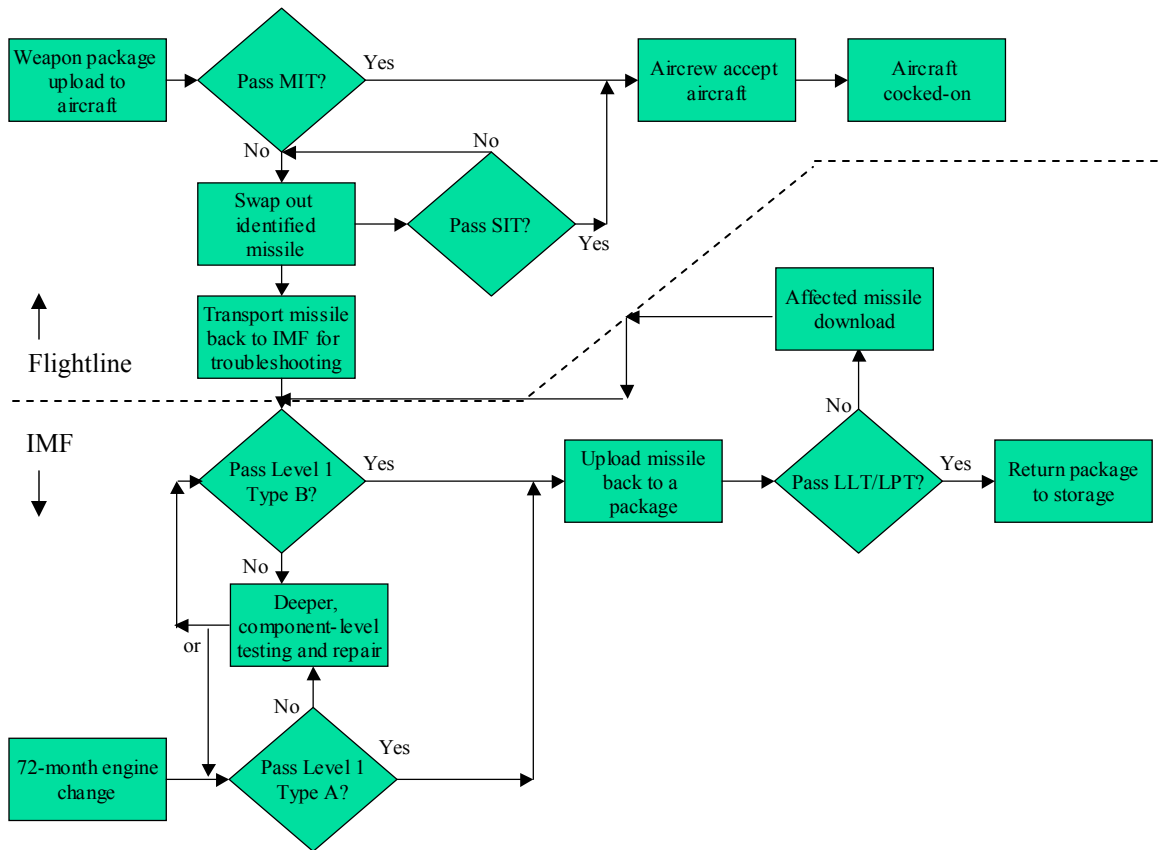 Weapon package
upload to
aircraft
Pass MIT?
Yes
Aircrew accept
aircraft
Aircraft
cocked-on
No
No
Swap out
identified
missile
Pass SIT?
Yes
Transport missile
back to IMF for
troubleshooting
Affected missile
download
Flightline
IMF
No
Pass Level 1
Type B?
Yes
Upload missile
back to a
package
Pass LLT/LPT?
Yes
Return package
to storage
No
Deeper,
component-level
testing and repair
or
No
72-month engine
change
Pass Level 1
Type A?
Yes